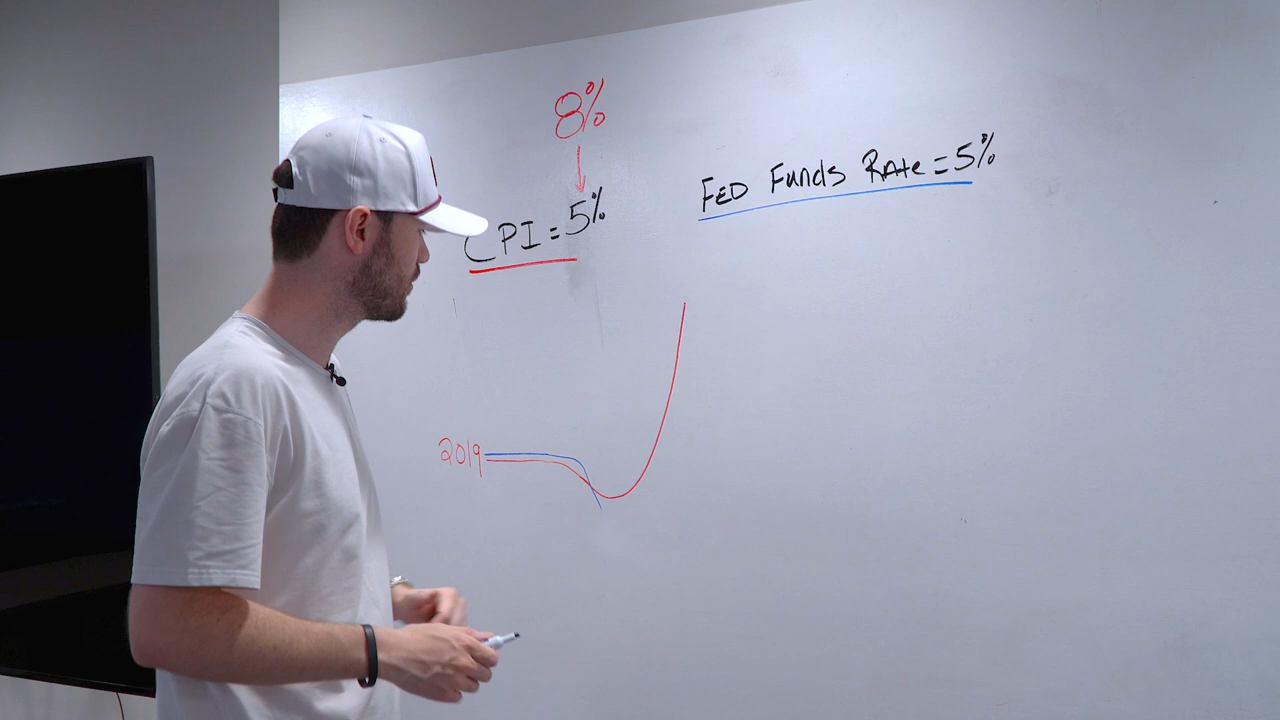 8%
CPI = 5%
FED Funds RAte = 5%
2019